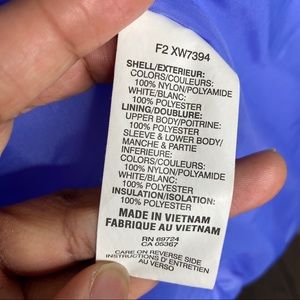 F2 XW7394
SHELL/EXTERIEUR:
COLORS/COULEURS:
100% NYLON/POLYAMIDE
WHITE/BLANC:
100% POLYESTER
LINING/DOUBLURE:
UPPER BODY/POITRINE:
100% POLYESTER
SLEEVE & LOWER BODY/
MANCHE & PARTIE
INFERIEURE:
COLORS/COULEURS:
100% NYLON/POLYAMIDE
WHITE/BLANC:
100% POLYESTER
INSULATION/ISOLATION:
100% POLYESTER
MADE IN VIETNAM
FABRIQUE AU VIETNAM
RN 69724
CA 05367
CARE ON REVERSE SIDE
INSTRUCTIONS D'ENTRETIEN
AU VERSO